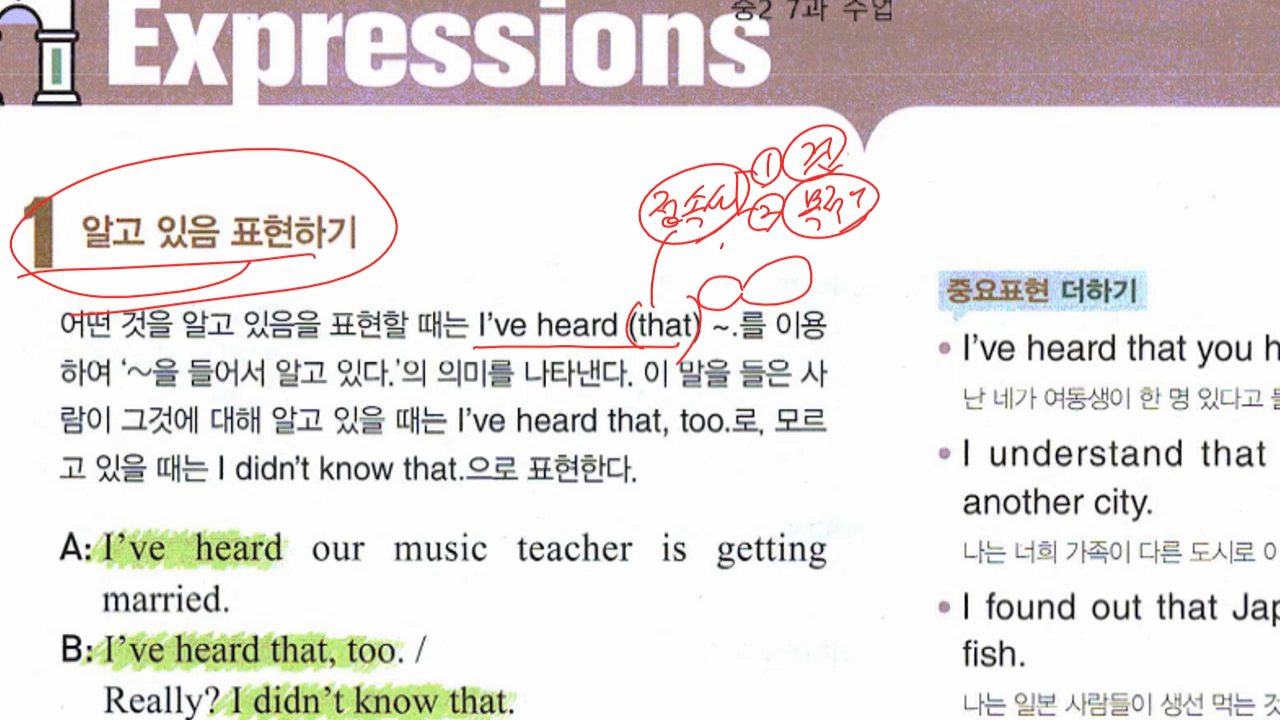 중2 7과 수업
Expressions
접속사 ① 뜻
② 목적어
1 알고 있음 표현하기
어떤 것을 알고 있음을 표현할 때는 I've heard (that) ~.를 이용
하여 '~을 들어서 알고 있다.'의 의미를 나타낸다. 이 말을 들은 사
람이 그것에 대해 알고 있을 때는 I've heard that, too.로, 모르
고 있을 때는 I didn't know that.으로 표현한다.
A: I've heard our music teacher is getting
married.
B: I've heard that, too. /
Really? I didn't know that.
중요표현 더하기
• I've heard that you h
난 네가 여동생이 한 명 있다고 들
• I understand that
another city.
나는 너희 가족이 다른 도시로 이
• I found out that Jap
fish.
나는 일본 사람들이 생선 먹는 것